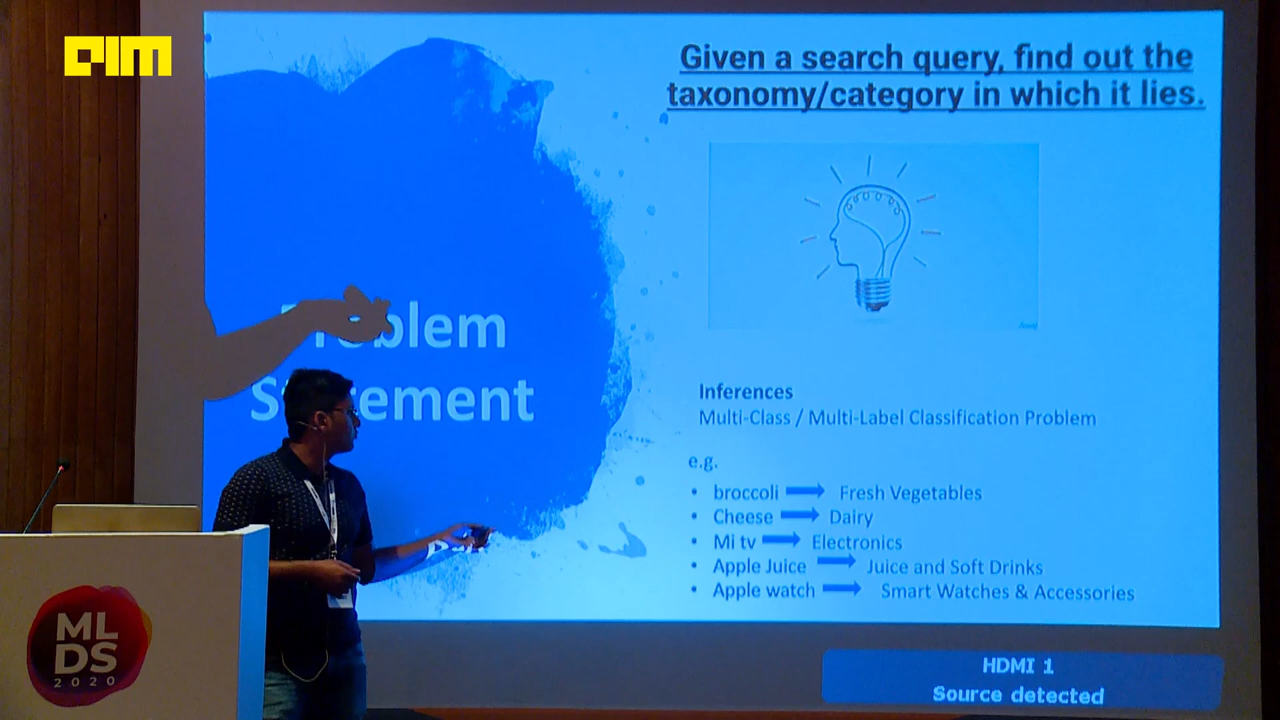 AIM
Given a search query, find out the
taxonomy/category in which it lies.
Problem
Statement
Inferences
Multi-Class / Multi-Label Classification Problem
e.g.
• broccoli Fresh Vegetables
• Cheese Dairy
• Mi tv Electronics
• Apple Juice Juice and Soft Drinks
• Apple watch Smart Watches & Accessories
ML
DS
2020
HDMI 1
Source detected